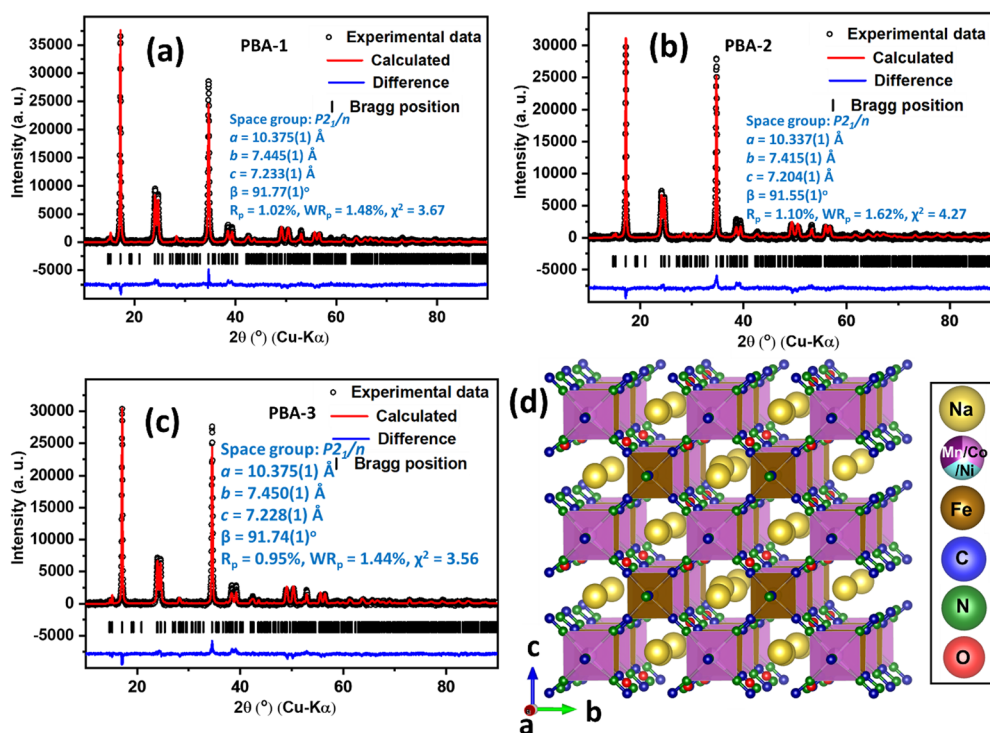 (a)
PBA-1
Experimental data
Calculated
Difference
Bragg position
Space group: P2₁/n
a = 10.375(1) Å
b = 7.445(1) Å
c = 7.233(1) Å
β = 91.77(1)°
Rₚ = 1.02%, WRₚ = 1.48%, χ² = 3.67
Intensity (a. u.)
35000
30000
25000
20000
15000
10000
5000
0
-5000
20 40 60 80
2θ (°) (Cu-Kα)
(b)
PBA-2
Experimental data
Calculated
Difference
Bragg position
Space group: P2₁/n
a = 10.337(1) Å
b = 7.415(1) Å
c = 7.204(1) Å
β = 91.55(1)°
Rₚ = 1.10%, WRₚ = 1.62%, χ² = 4.27
Intensity (a. u.)
30000
25000
20000
15000
10000
5000
0
-5000
20 40 60 80
2θ (°) (Cu-Kα)
(c)
PBA-3
Experimental data
Calculated
Difference
Bragg position
Space group: P2₁/n
a = 10.375(1) Å
b = 7.450(1) Å
c = 7.228(1) Å
β = 91.74(1)°
Rₚ = 0.95%, WRₚ = 1.44%, χ² = 3.56
Intensity (a. u.)
30000
25000
20000
15000
10000
5000
0
-5000
20 40 60 80
2θ (°) (Cu-Kα)
(d)
c
a
b
Na
Mn/Co
/Ni
Fe
C
N
O